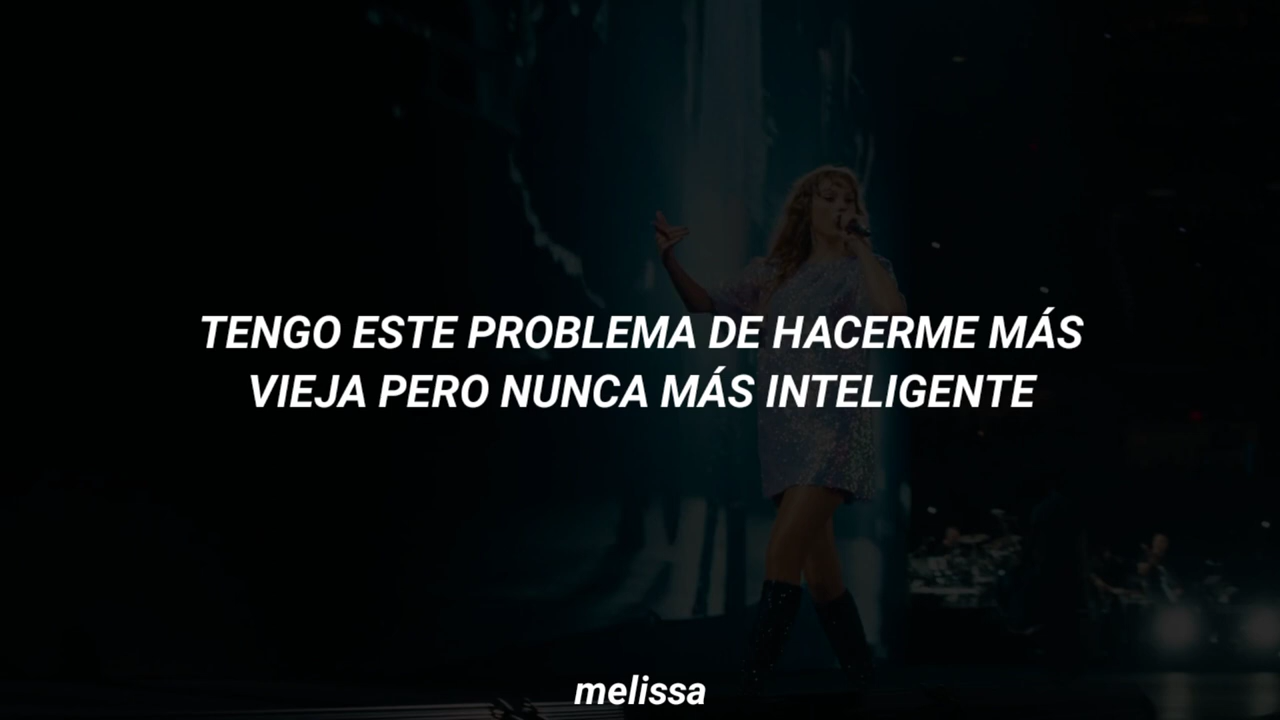 TENGO ESTE PROBLEMA DE HACERME MÁS
VIEJA PERO NUNCA MÁS INTELIGENTE
melissa